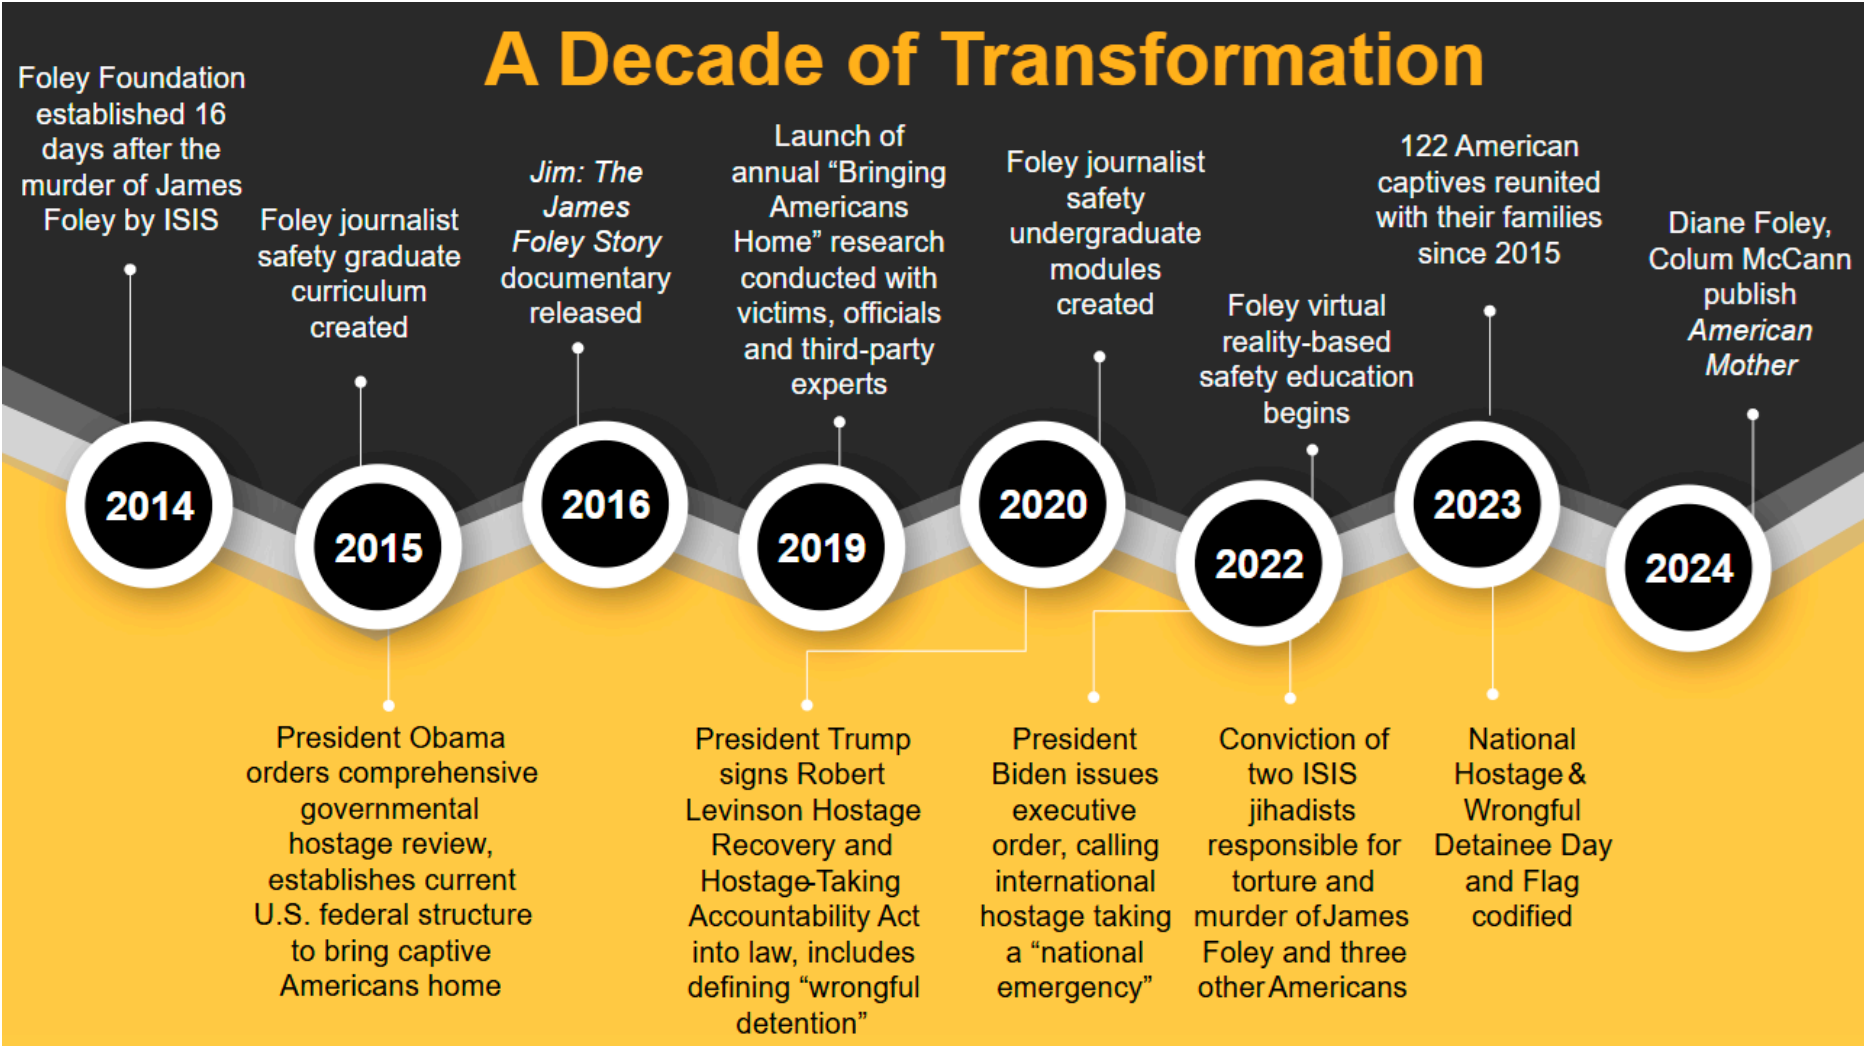 A Decade of Transformation
Foley Foundation
established 16
days after the
murder of James
Foley by ISIS
Foley journalist
safety graduate
curriculum
created
Jim: The
James
Foley Story
documentary
released
Launch of
annual “Bringing
Americans
Home” research
conducted with
victims, officials
and third-party
experts
Foley journalist
safety
undergraduate
modules
created
Foley virtual
reality-based
safety education
begins
122 American
captives reunited
with their families
since 2015
Diane Foley,
Colum McCann
publish
American
Mother
2014
2015
2016
2019
2020
2022
2023
2024
President Obama
orders comprehensive
governmental
hostage review,
establishes current
U.S. federal structure
to bring captive
Americans home
President Trump
signs Robert
Levinson Hostage
Recovery and
Hostage-Taking
Accountability Act
into law, includes
defining “wrongful
detention”
President
Biden issues
executive
order, calling
international
hostage taking
a “national
emergency”
Conviction of
two ISIS
jihadists
responsible for
torture and
murder of James
Foley and three
other Americans
National
Hostage &
Wrongful
Detainee Day
and Flag
codified